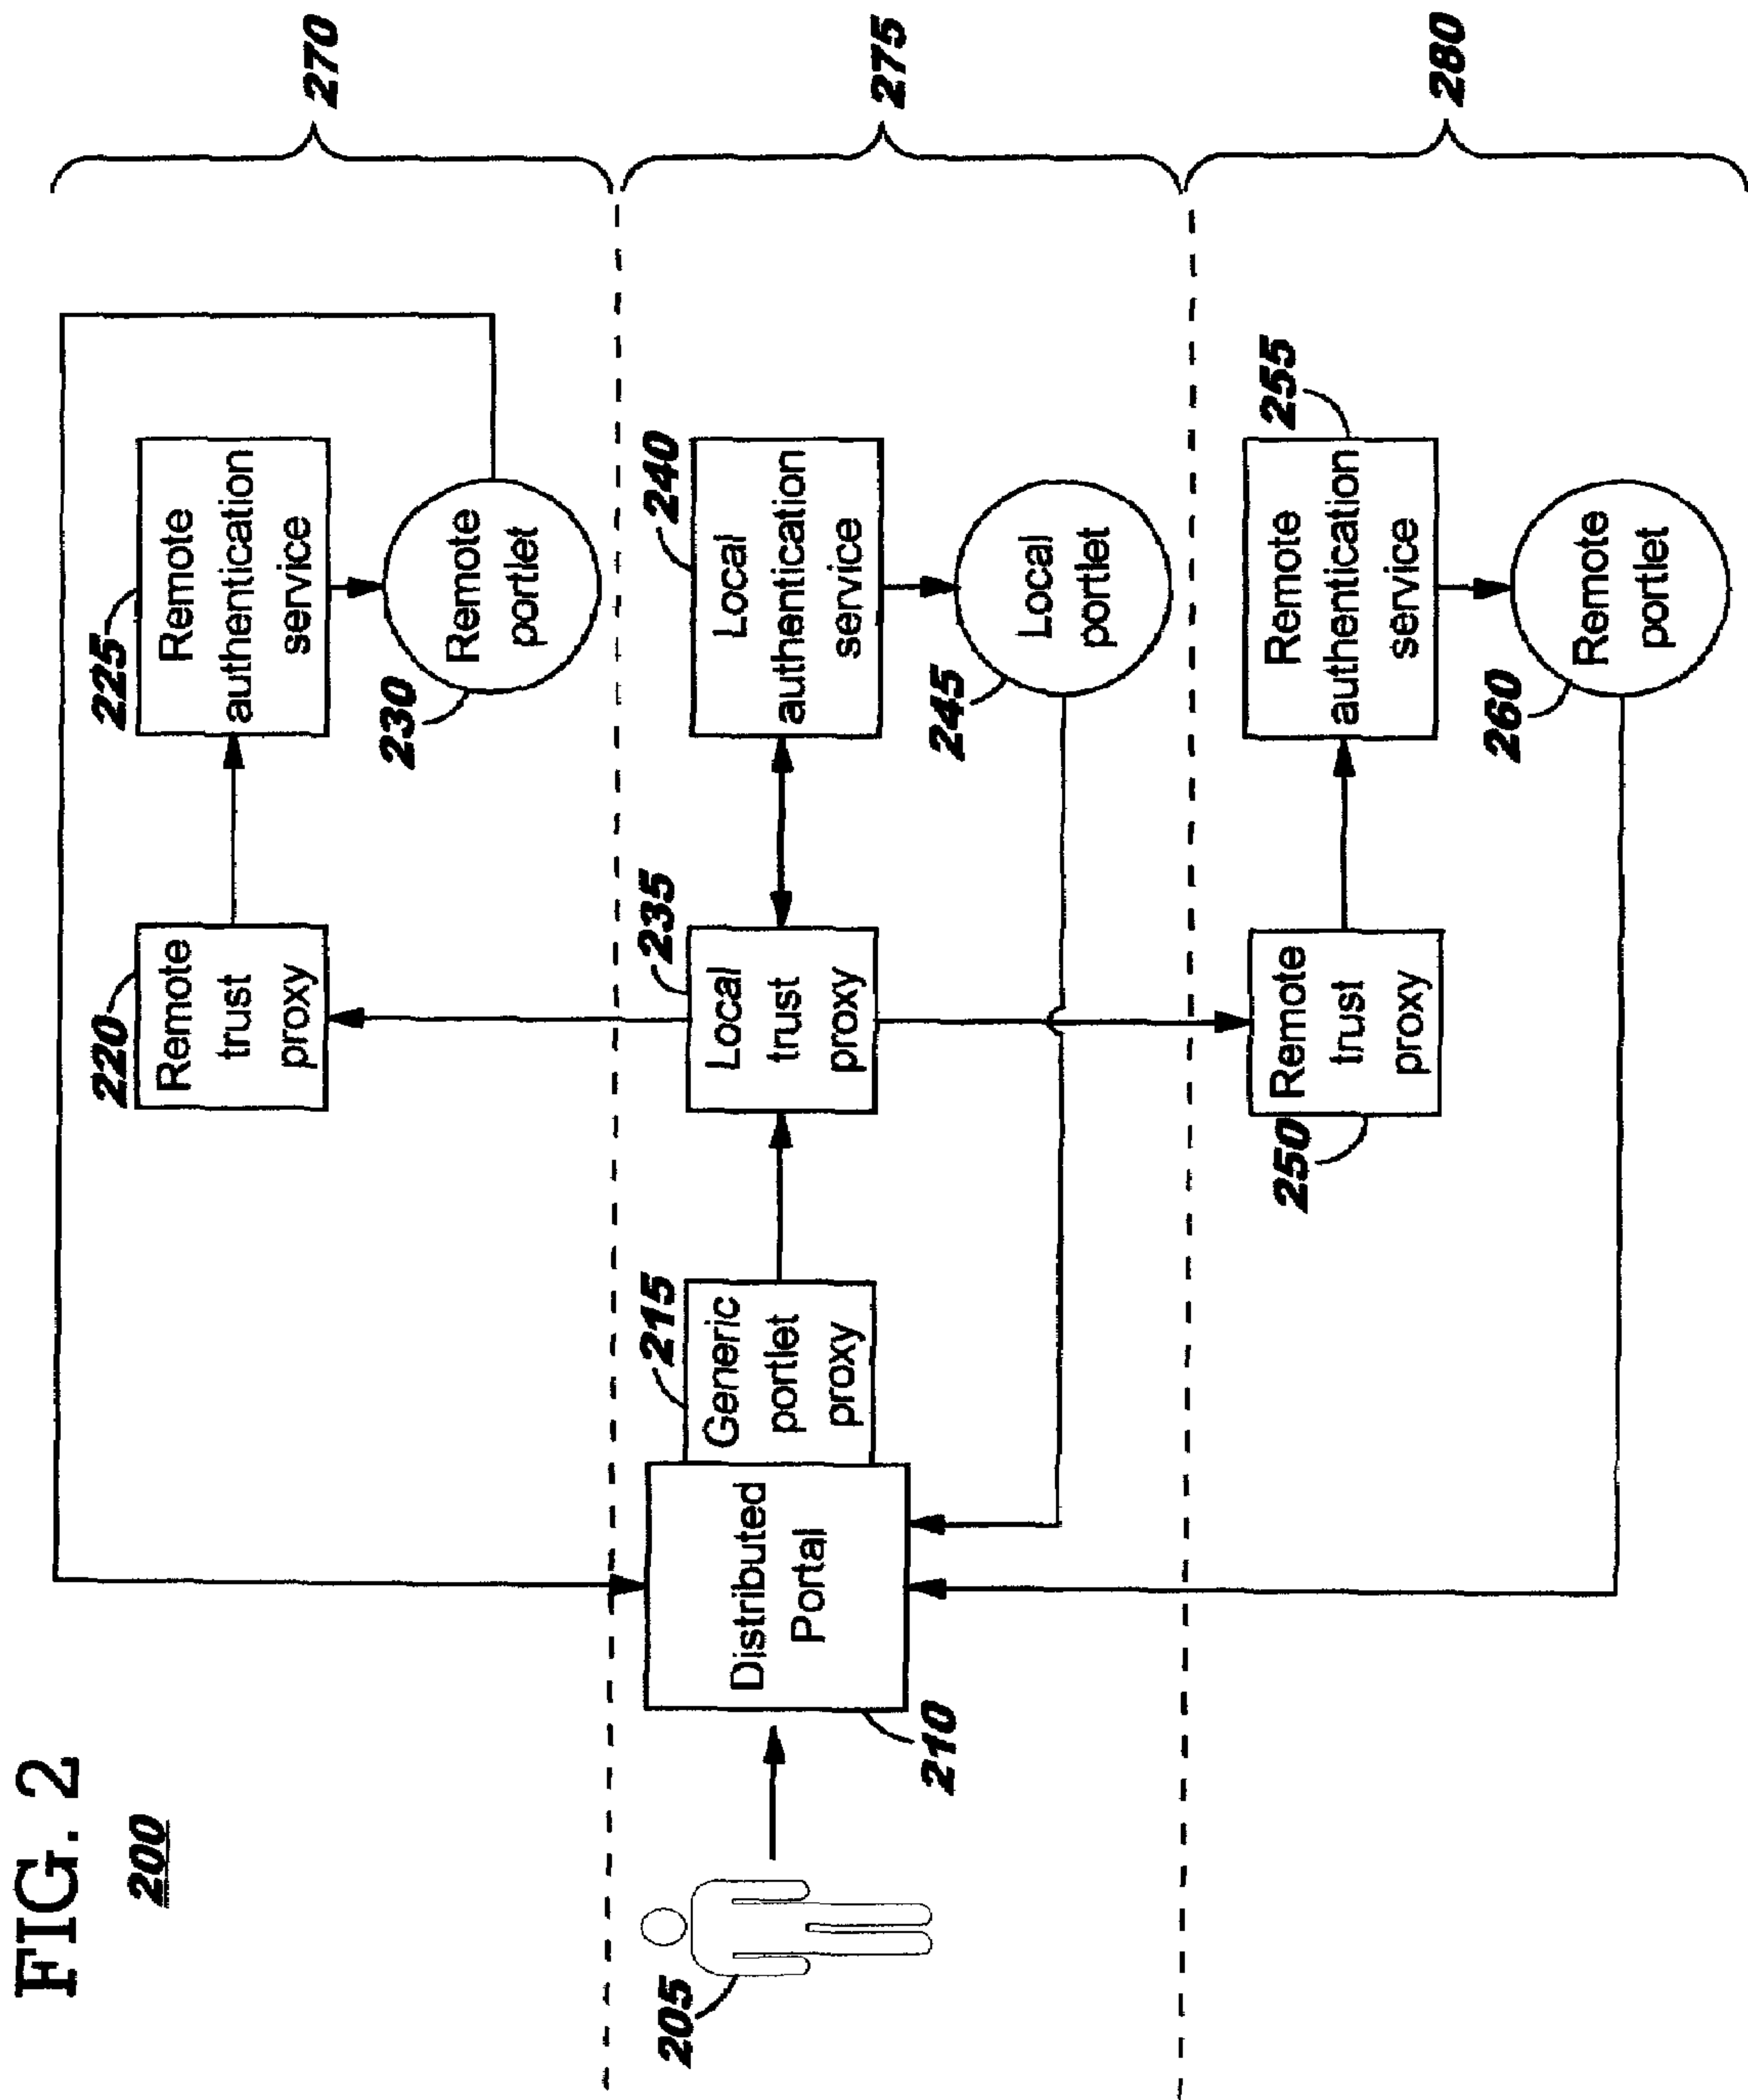 FIG. 2
200
270
225
Remote
authentication
service
220
Remote
trust
proxy
230
Remote
portlet
275
240
Local
authentication
service
235
Local
trust
proxy
215
Generic
portlet
proxy
Distributed
Portal
210
205
245
Local
portlet
280
255
Remote
authentication
service
250
Remote
trust
proxy
260
Remote
portlet